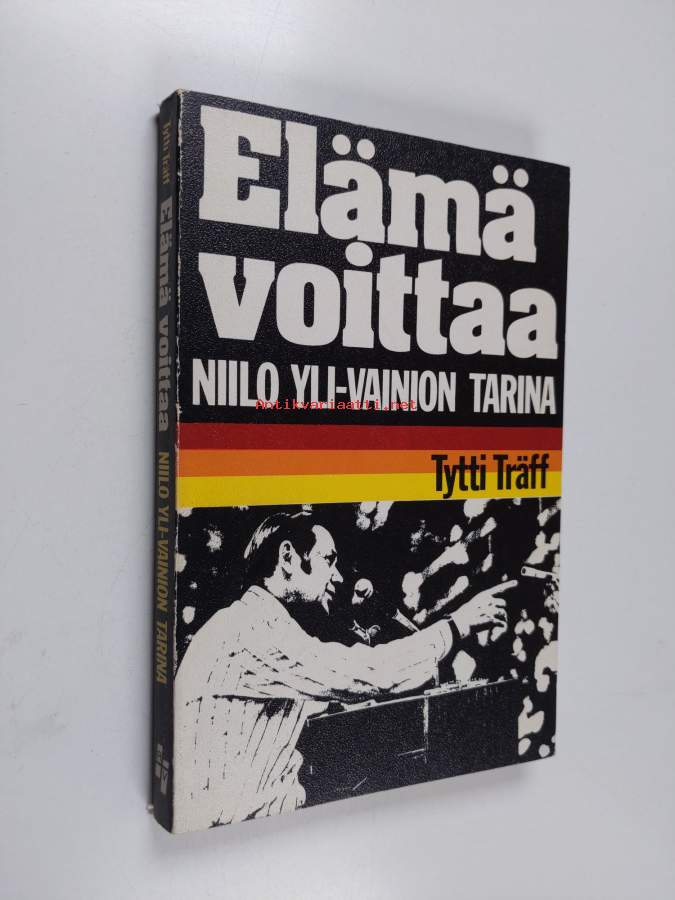 Elämä
voittaa
NIILO YLI-VAINION TARINA
Antikvariaatti.net
Tytti Träff
Tytti Träff Elämä voittaa NIILO YLI-VAINION TARINA